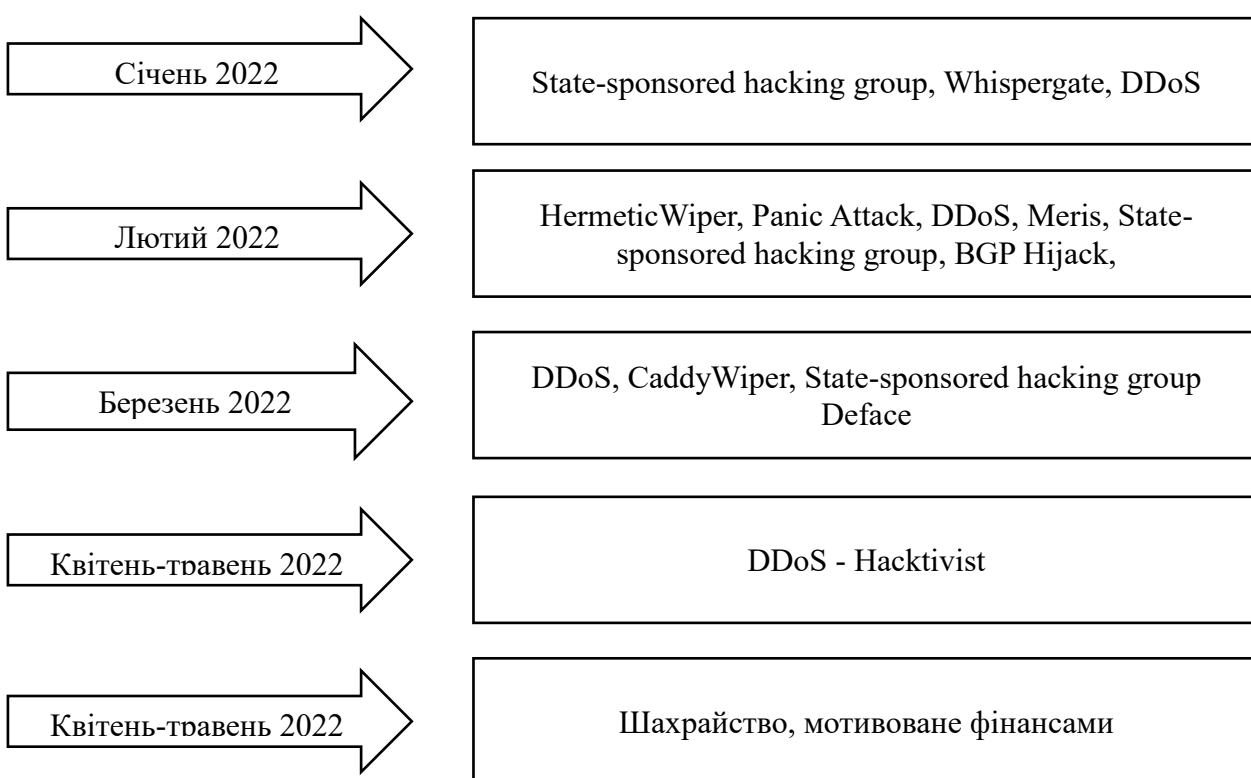 Січень 2022
State-sponsored hacking group, Whispergate, DDoS
Лютий 2022
HermeticWiper, Panic Attack, DDoS, Meris, State-
sponsored hacking group, BGP Hijack,
Березень 2022
DDoS, CaddyWiper, State-sponsored hacking group
Deface
Квітень-травень 2022
DDoS - Hacktivist
Квітень-травень 2022
Шахрайство, мотивоване фінансами